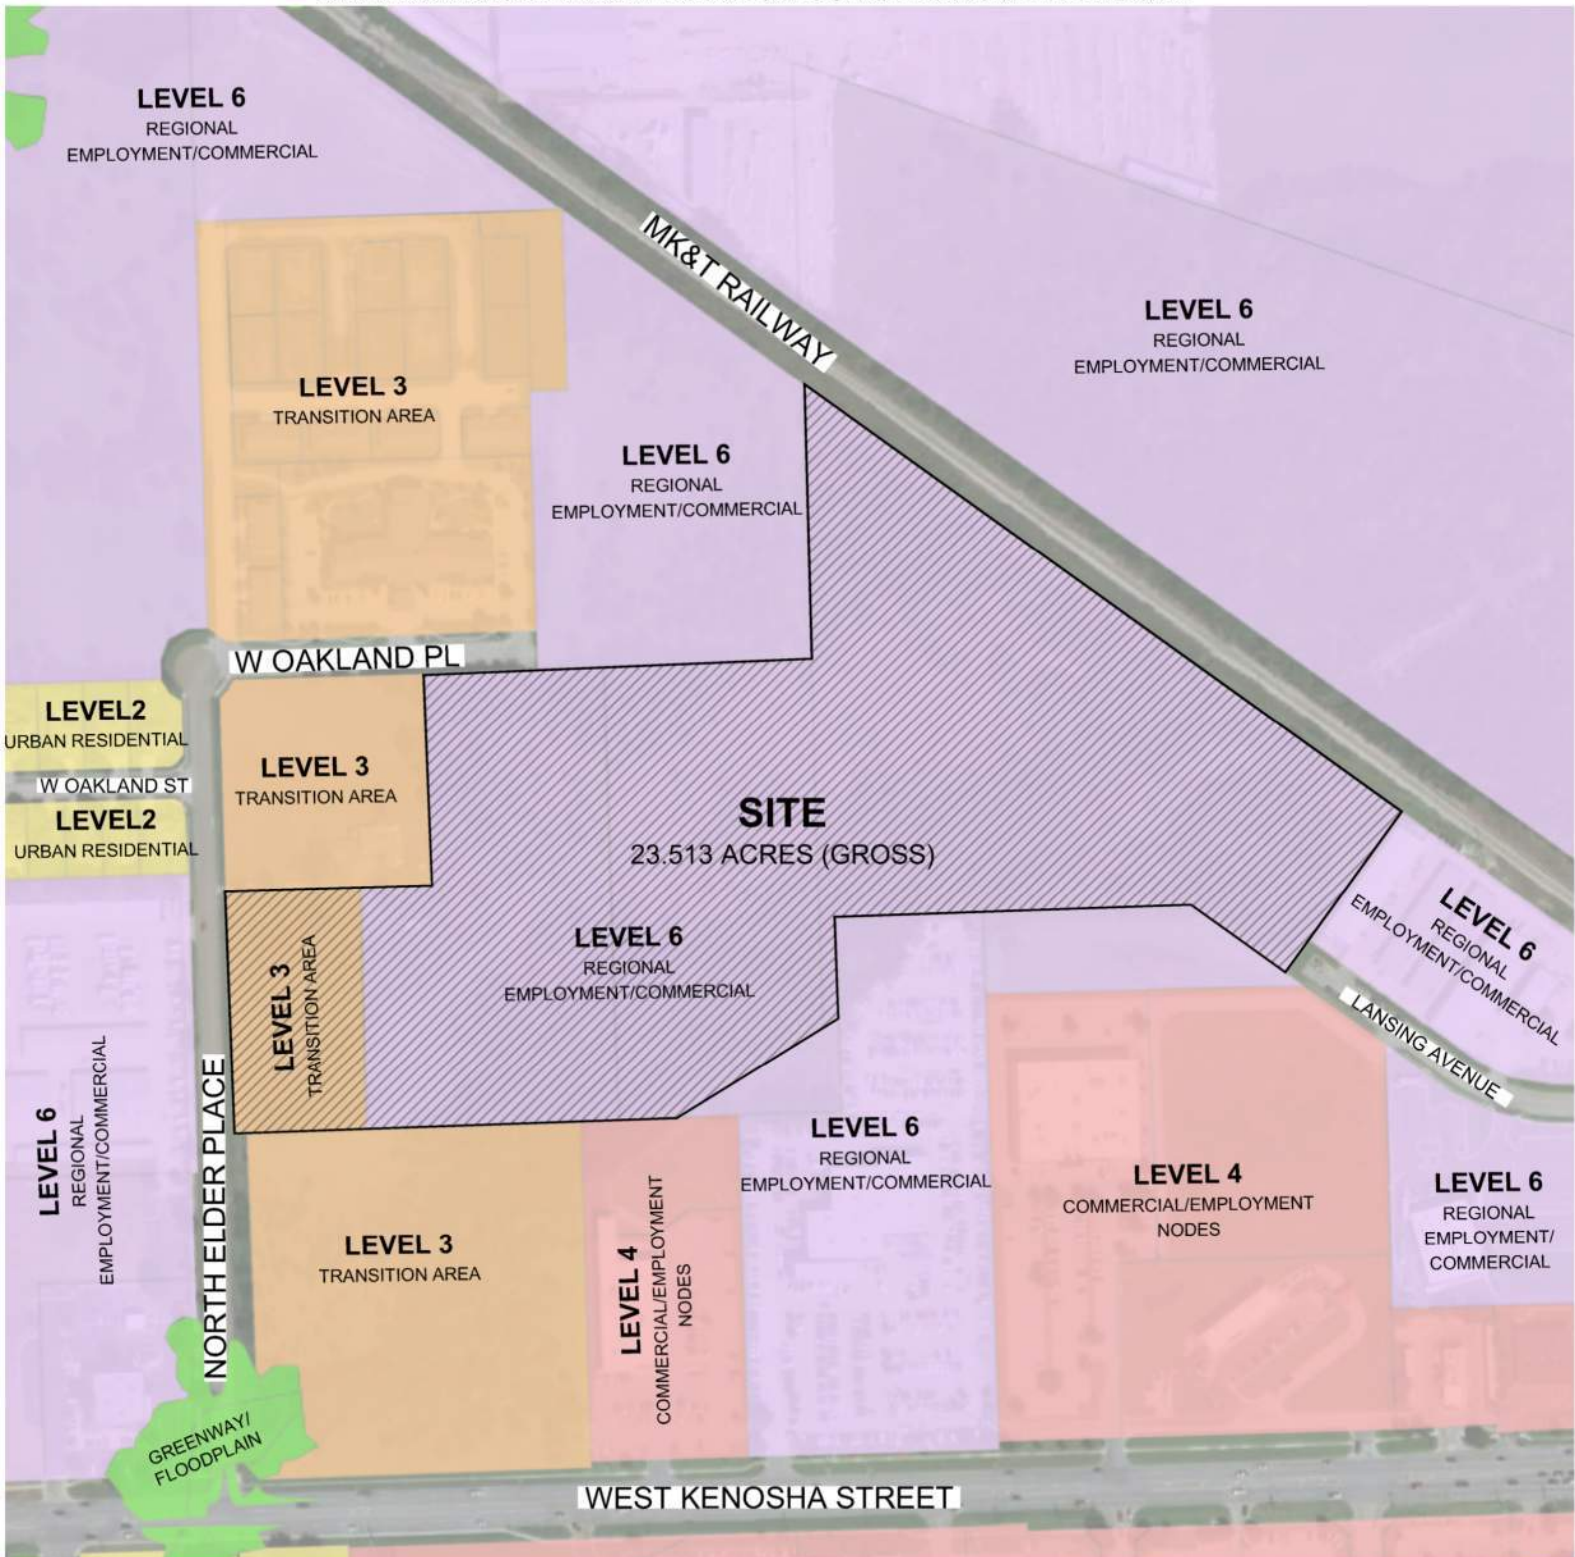 LEVEL 6
REGIONAL
EMPLOYMENT/COMMERCIAL
MK&T RAILWAY
LEVEL 6
REGIONAL
EMPLOYMENT/COMMERCIAL
LEVEL 3
TRANSITION AREA
LEVEL 6
REGIONAL
EMPLOYMENT/COMMERCIAL
W OAKLAND PL
LEVEL2
URBAN RESIDENTIAL
W OAKLAND ST
LEVEL2
URBAN RESIDENTIAL
LEVEL 3
TRANSITION AREA
SITE
23.513 ACRES (GROSS)
LEVEL 6
REGIONAL
EMPLOYMENT/COMMERCIAL
LEVEL 3
TRANSITION AREA
LEVEL 6
REGIONAL
EMPLOYMENT/COMMERCIAL
LANSING AVENUE
LEVEL 6
REGIONAL
EMPLOYMENT/COMMERCIAL
NORTH ELDER PLACE
LEVEL 3
TRANSITION AREA
LEVEL 4
COMMERCIAL/EMPLOYMENT
NODES
LEVEL 6
REGIONAL
EMPLOYMENT/COMMERCIAL
LEVEL 4
COMMERCIAL/EMPLOYMENT
NODES
LEVEL 6
REGIONAL
EMPLOYMENT/
COMMERCIAL
GREENWAY/
FLOODPLAIN
WEST KENOSHA STREET